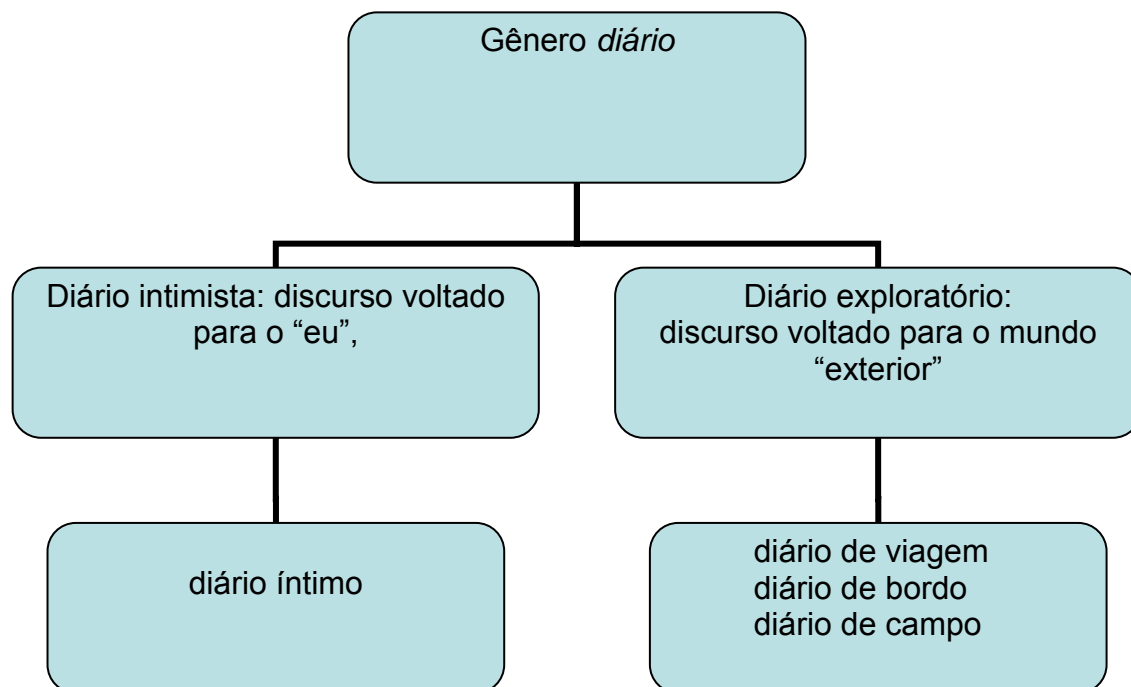 Gênero diário
Diário intimista: discurso voltado
para o “eu”,
Diário exploratório:
discurso voltado para o mundo
“exterior”
diário íntimo
diário de viagem
diário de bordo
diário de campo